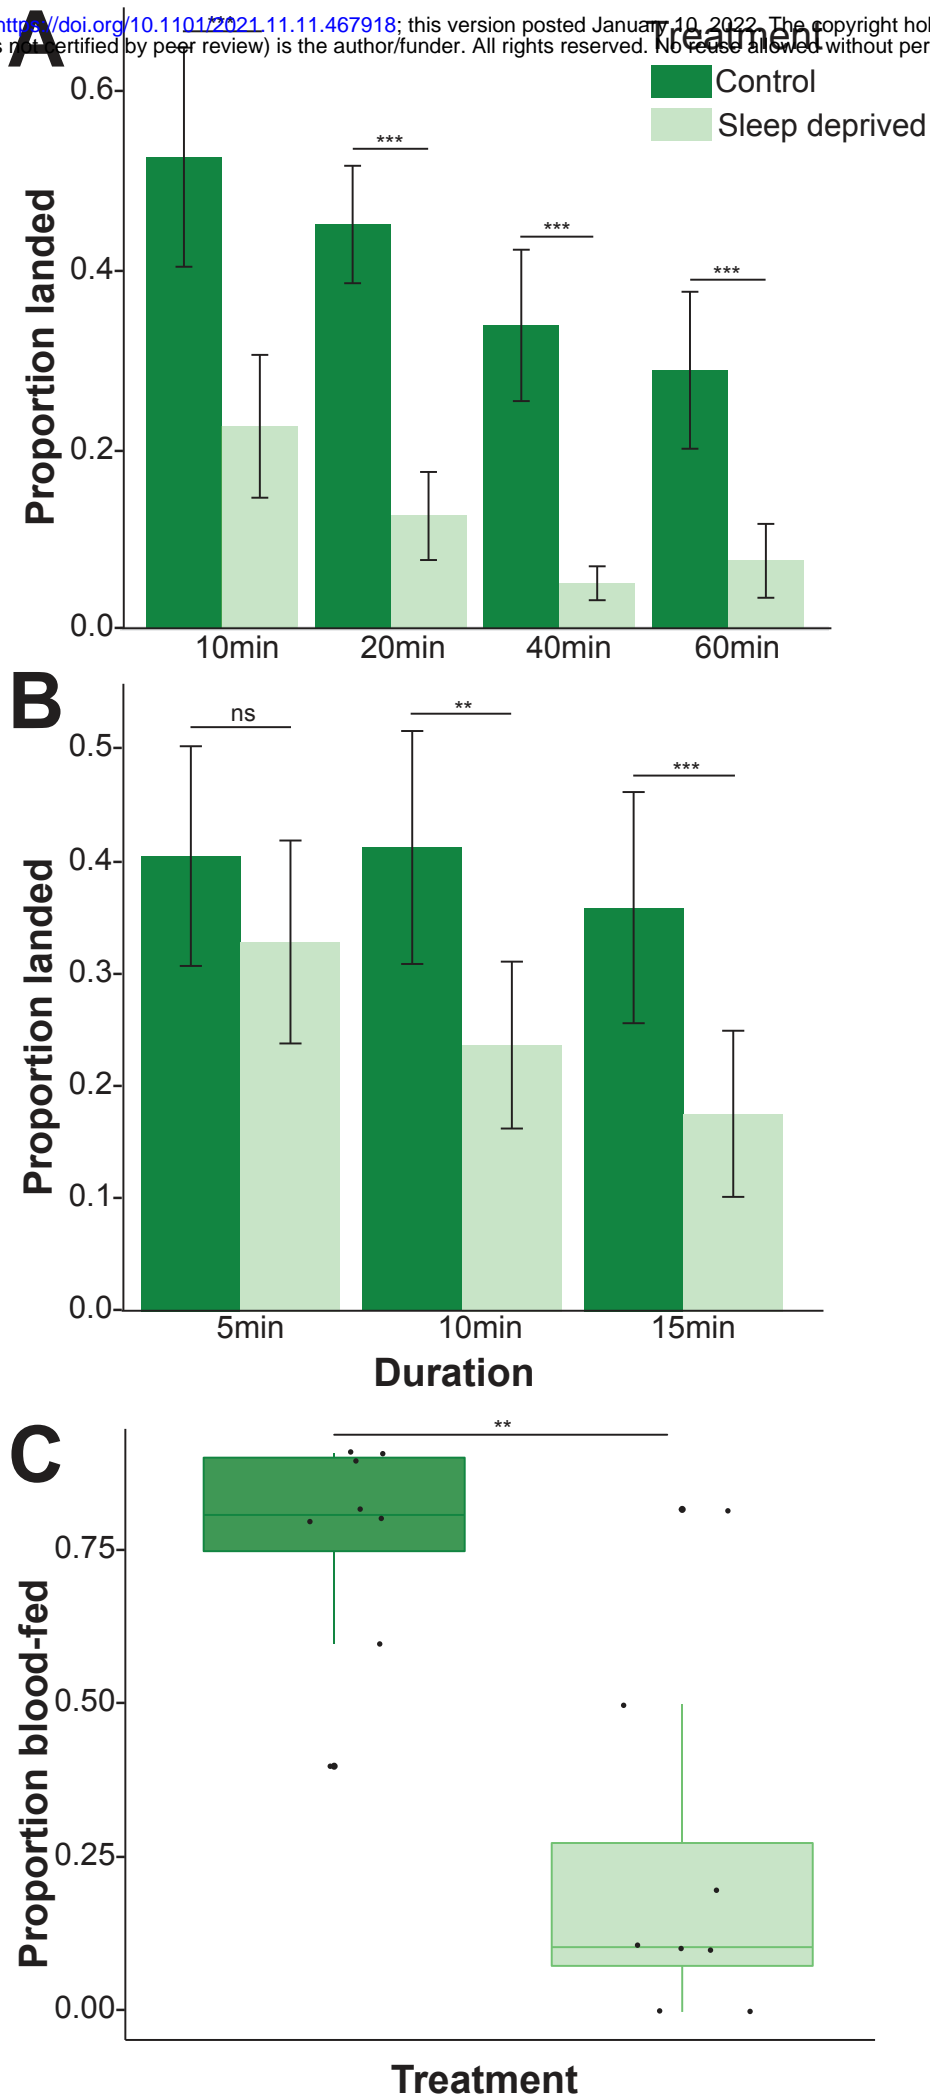 https://doi.org/10.1101/2021.11.11.467918; this version posted January 10, 2022. The copyright hol
s not certified by peer review) is the author/funder. All rights reserved. No reuse allowed without per
A
***
Treatment
Control
Sleep deprived
0.6
***
***
***
0.4
0.2
0.0
Proportion landed
10min 20min 40min 60min
B
ns
**
***
0.5
0.4
0.3
0.2
0.1
0.0
Proportion landed
5min 10min 15min
Duration
C
**
0.75
0.50
0.25
0.00
Proportion blood-fed
Treatment